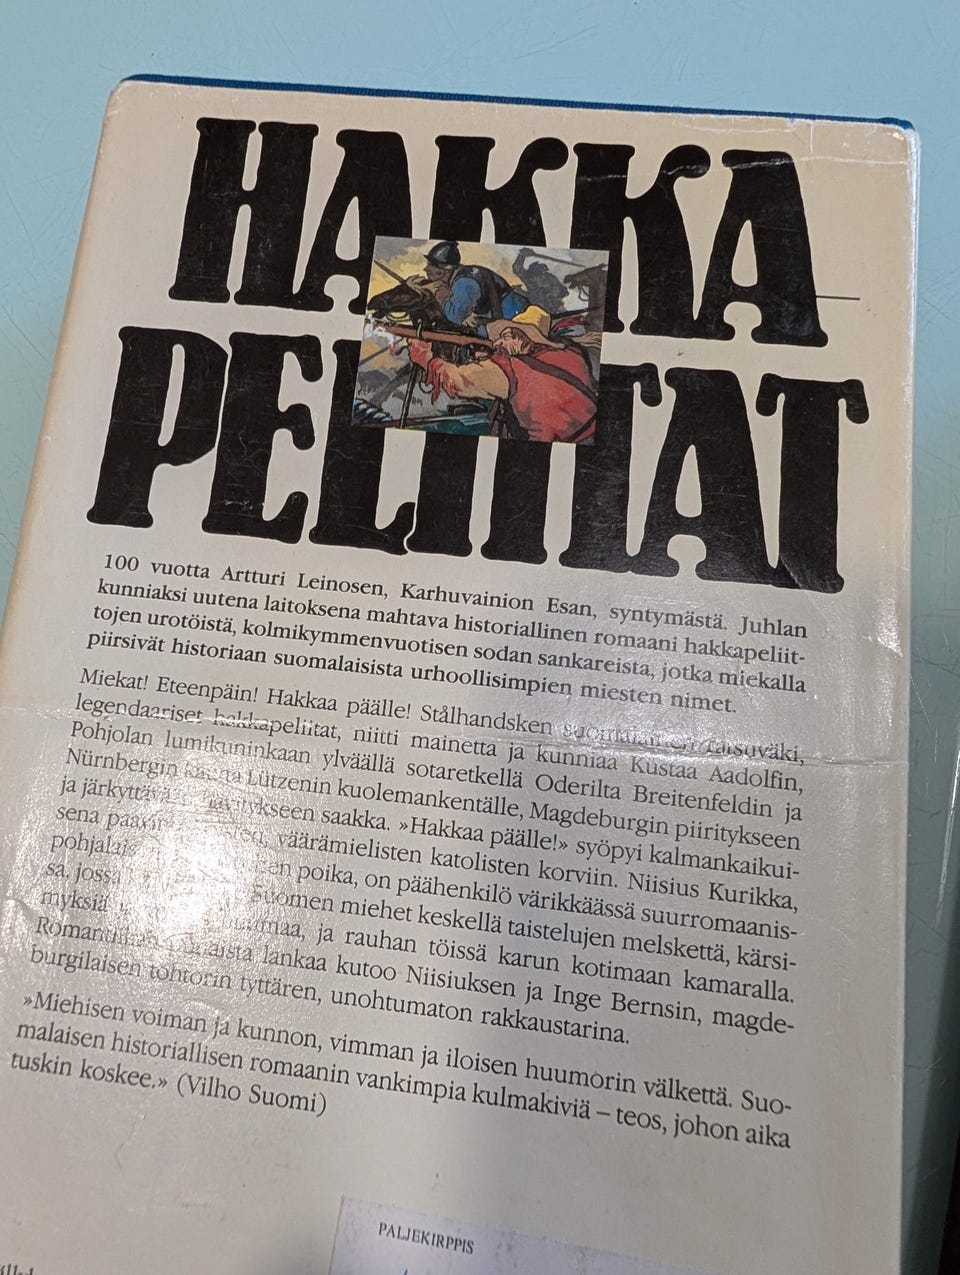 HAKKA
PELIITAT
100 vuotta Artturi Leinosen, Karhuvainion Esan, syntymästä. Juhlan
kunniaksi uutena laitoksena mahtava historiallinen romaani hakkapeliit-
tojen urotöistä, kolmikymmenvuotisen sodan sankareista, jotka miekalla
piirsivät historiaan suomalaisista urhoollisimpien miesten nimet.
Miekat! Eteenpäin! Hakkaa päälle! Stålhandsken ratsuväki,
legendaariset hakkapeliitat, niitti mainetta ja kunniaa Kustaa Aadolfin,
Pohjolan lumikuninkaan ylväällä sotaretkellä Oderilta Breitenfeldin ja
Nürnbergin kautta Lützenin kuolemankentälle, Magdeburgin piiritykseen
ja järkyttävään hävitykseen saakka. »Hakkaa päälle!» syöpyi kalmankaikui-
sena väärämielisten katolisten korviin. Niisius Kurikka,
poika, on päähenkilö värikkäässä suurromaanis-
sa, jossa Suomen miehet keskellä taistelujen melskettä, kärsi-
myksiä ja rauhan töissä karun kotimaan kamaralla.
Romantiikan lankaa kutoo Niisiuksen ja Inge Bernsin, magde-
burgilaisen tohtorin tyttären, unohtumaton rakkaustarina.
»Miehisen voiman ja kunnon, vimman ja iloisen huumorin välkettä. Suo-
malaisen historiallisen romaanin vankimpia kulmakiviä – teos, johon aika
tuskin koskee.» (Vilho Suomi)
PALJEKIRPPIS